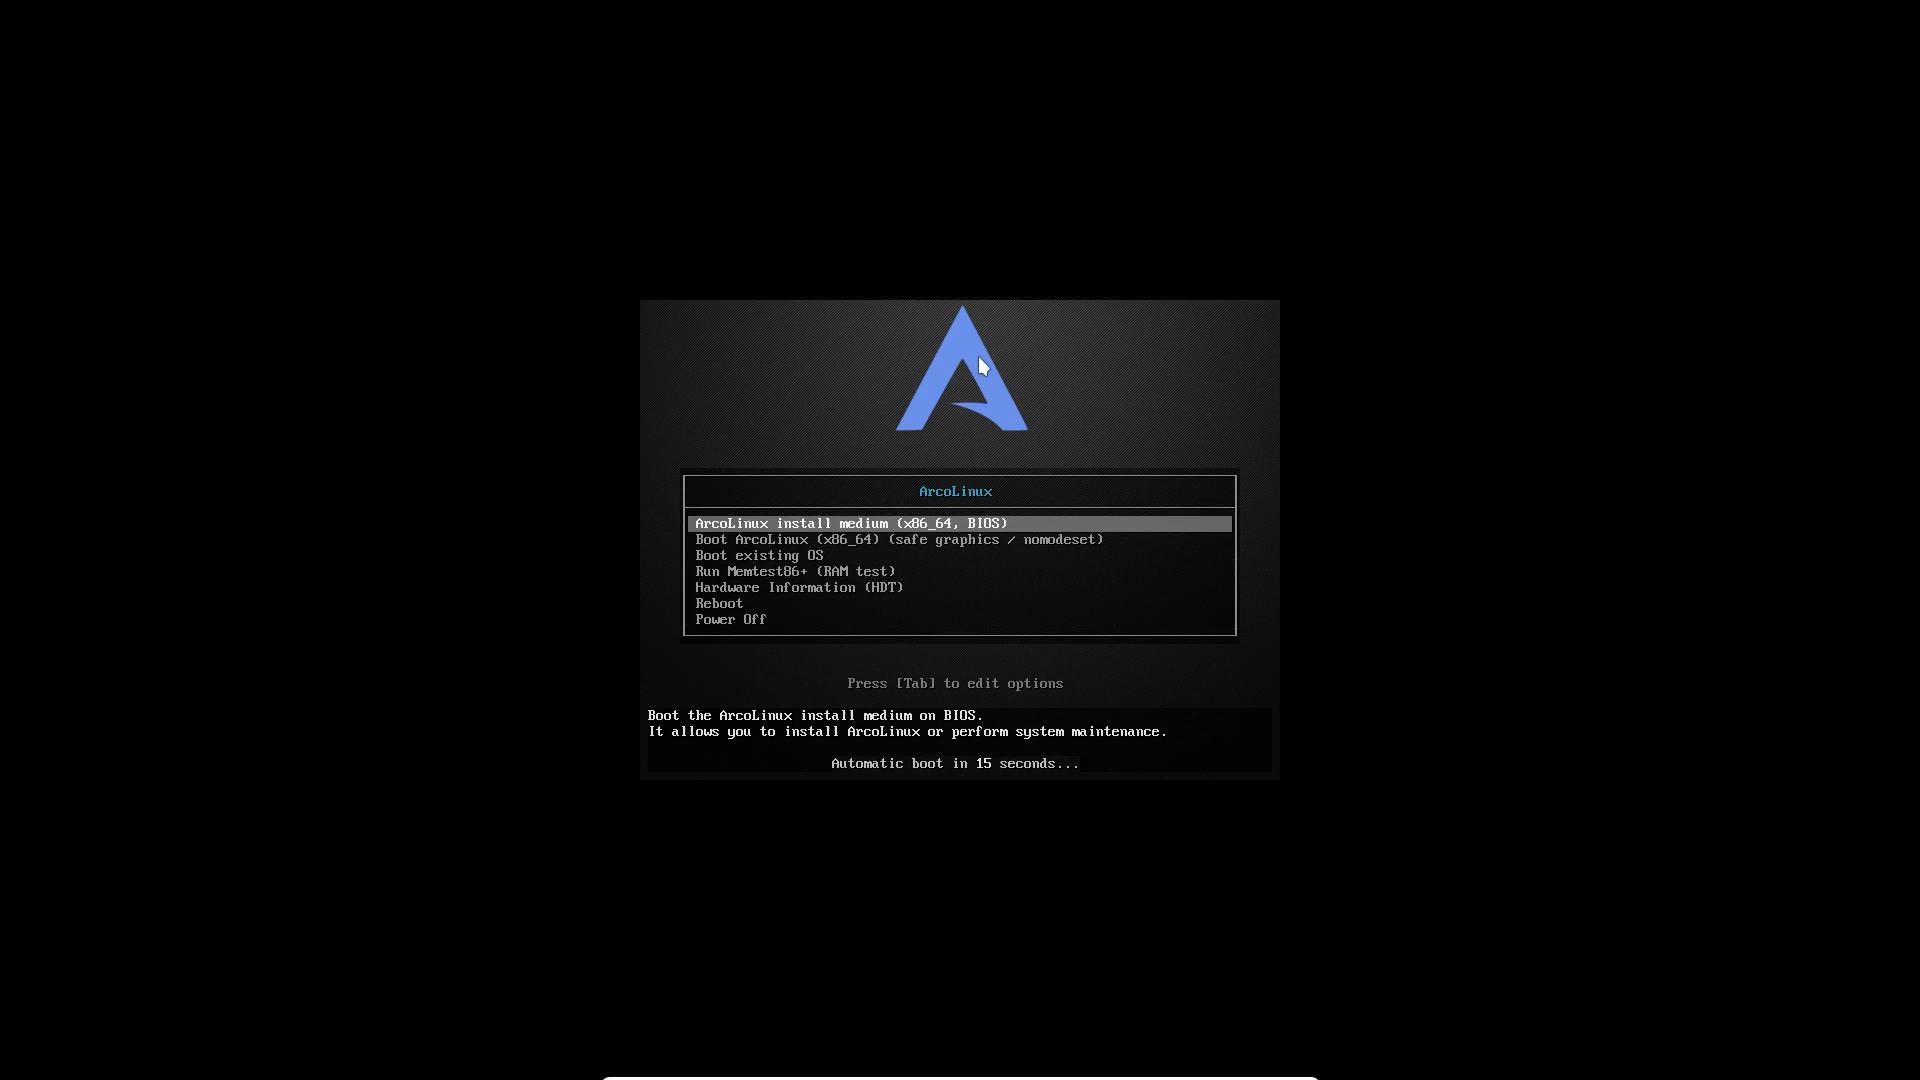 ArcoLinux
ArcoLinux install medium (x86_64, BIOS)
Boot ArcoLinux (x86_64) (safe graphics / nomodeset)
Boot existing OS
Run Memtest86+ (RAM test)
Hardware Information (HDT)
Reboot
Power Off
Press [Tab] to edit options
Boot the ArcoLinux install medium on BIOS.
It allows you to install ArcoLinux or perform system maintenance.
Automatic boot in 15 seconds...